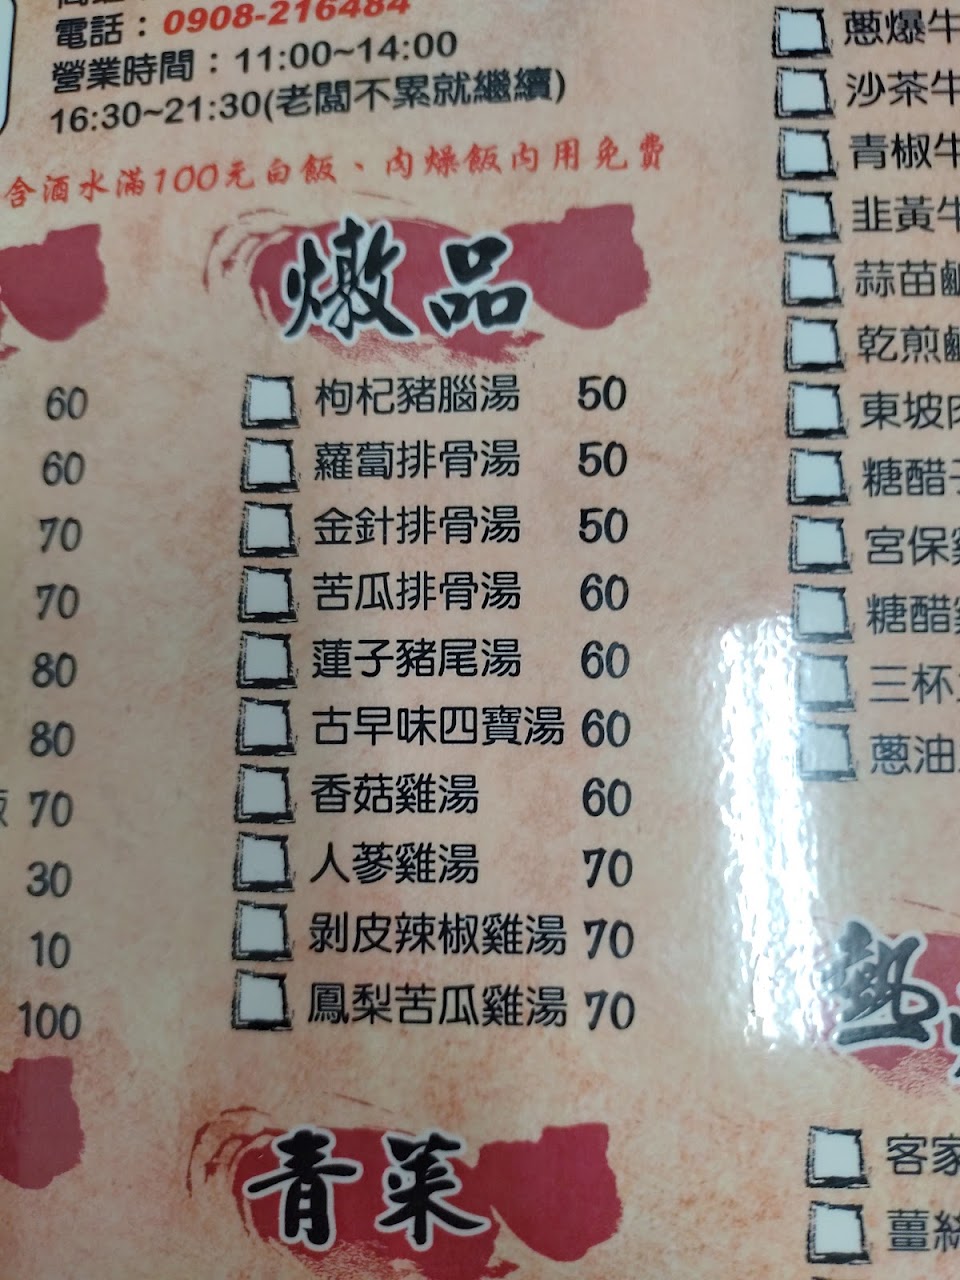 電話：0908-216484
營業時間：11:00~14:00
16:30~21:30(老闆不累就繼續)
含酒水滿100元白飯、肉燥飯內用免費
燉品
枸杞豬腦湯 50
蘿蔔排骨湯 50
金針排骨湯 50
苦瓜排骨湯 60
蓮子豬尾湯 60
古早味四寶湯 60
香菇雞湯 60
人蔘雞湯 70
剝皮辣椒雞湯 70
鳳梨苦瓜雞湯 70
青菜
60
60
70
70
80
80
70
30
10
100
蔥爆牛
沙茶牛
青椒牛
韭黃牛
蒜苗鹹
乾煎鹹
東坡肉
糖醋子
宮保雞
糖醋雞
三杯
蔥油
熱
客家
薑絲